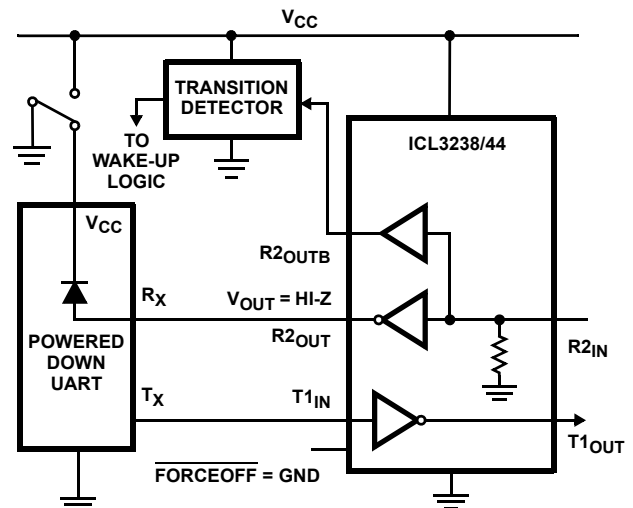 VCC
TRANSITION
DETECTOR
TO
WAKE-UP
LOGIC
ICL3238/44
VCC
R2OUTB
RX
VOUT = HI-Z
R2OUT
R2IN
POWERED
DOWN
UART
TX
T1IN
T1OUT
FORCEOFF = GND